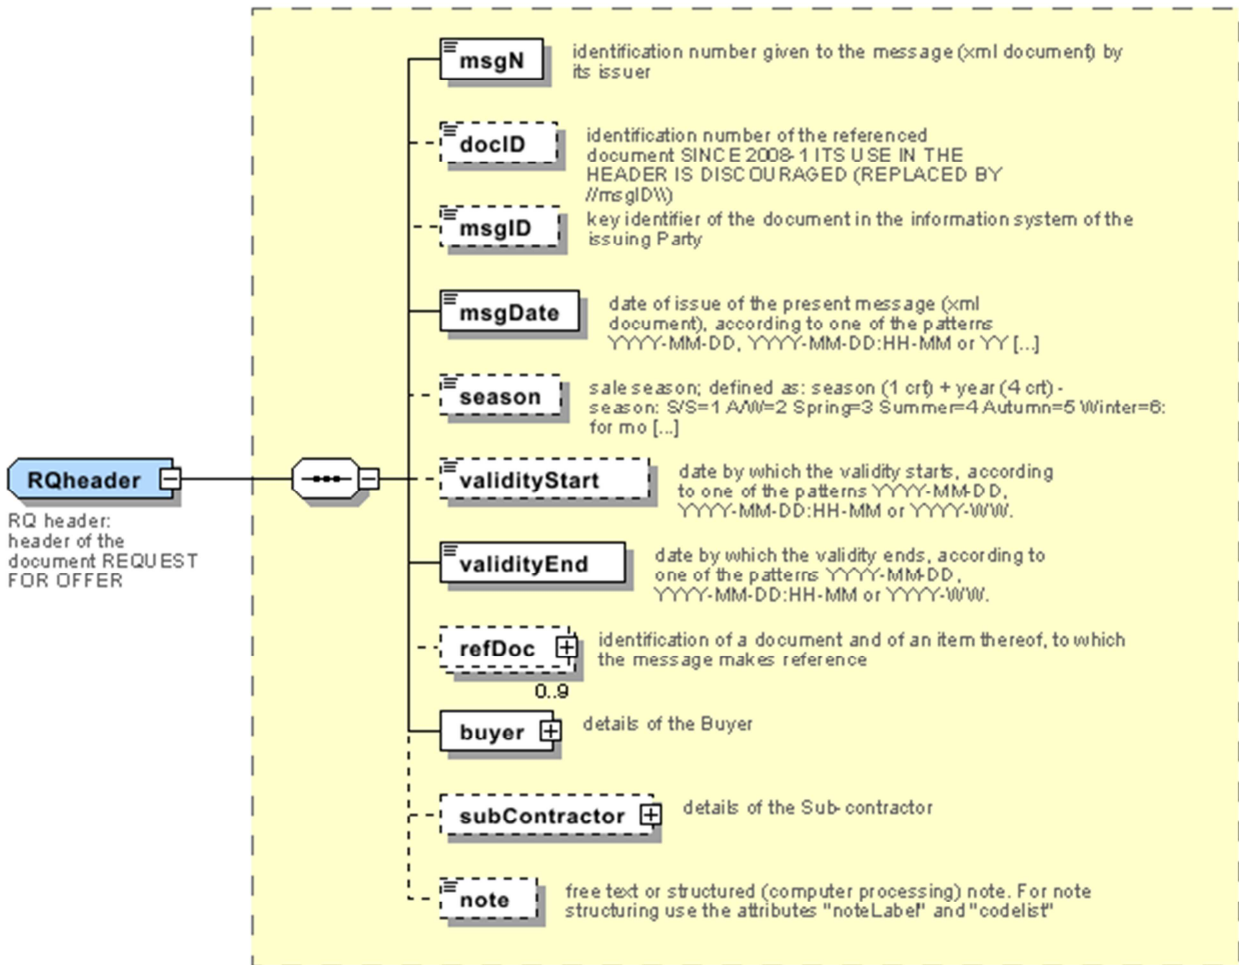 msgN
identification number given to the message (xml document) by
its issuer
docID
identification number of the referenced
document SINCE 2008-1 ITS USE IN THE
HEADER IS DISCOURAGED (REPLACED BY
//msgID\\)
msgID
key identifier of the document in the information system of the
issuing Party
msgDate
date of issue of the present message (xml
document), according to one of the patterns
YYYY-MM-DD, YYYY-MM-DD:HH-MM or YY [...]
season
sale season; defined as: season (1 crt) + year (4 crt) -
season: S/S=1 A/W=2 Spring=3 Summer=4 Autumn=5 Winter=6:
for mo [...]
RQheader
RQ header:
header of the
document REQUEST
FOR OFFER
validityStart
date by which the validity starts, according
to one of the patterns YYYY-MM-DD,
YYYY-MM-DD:HH-MM or YYYY-WW.
validityEnd
date by which the validity ends, according to
one of the patterns YYYY-MM-DD,
YYYY-MM-DD:HH-MM or YYYY-WW.
refDoc
0..9
identification of a document and of an item thereof, to which
the message makes reference
buyer
details of the Buyer
subContractor
details of the Sub-contractor
note
free text or structured (computer processing) note. For note
structuring use the attributes "noteLabel" and "codelist"